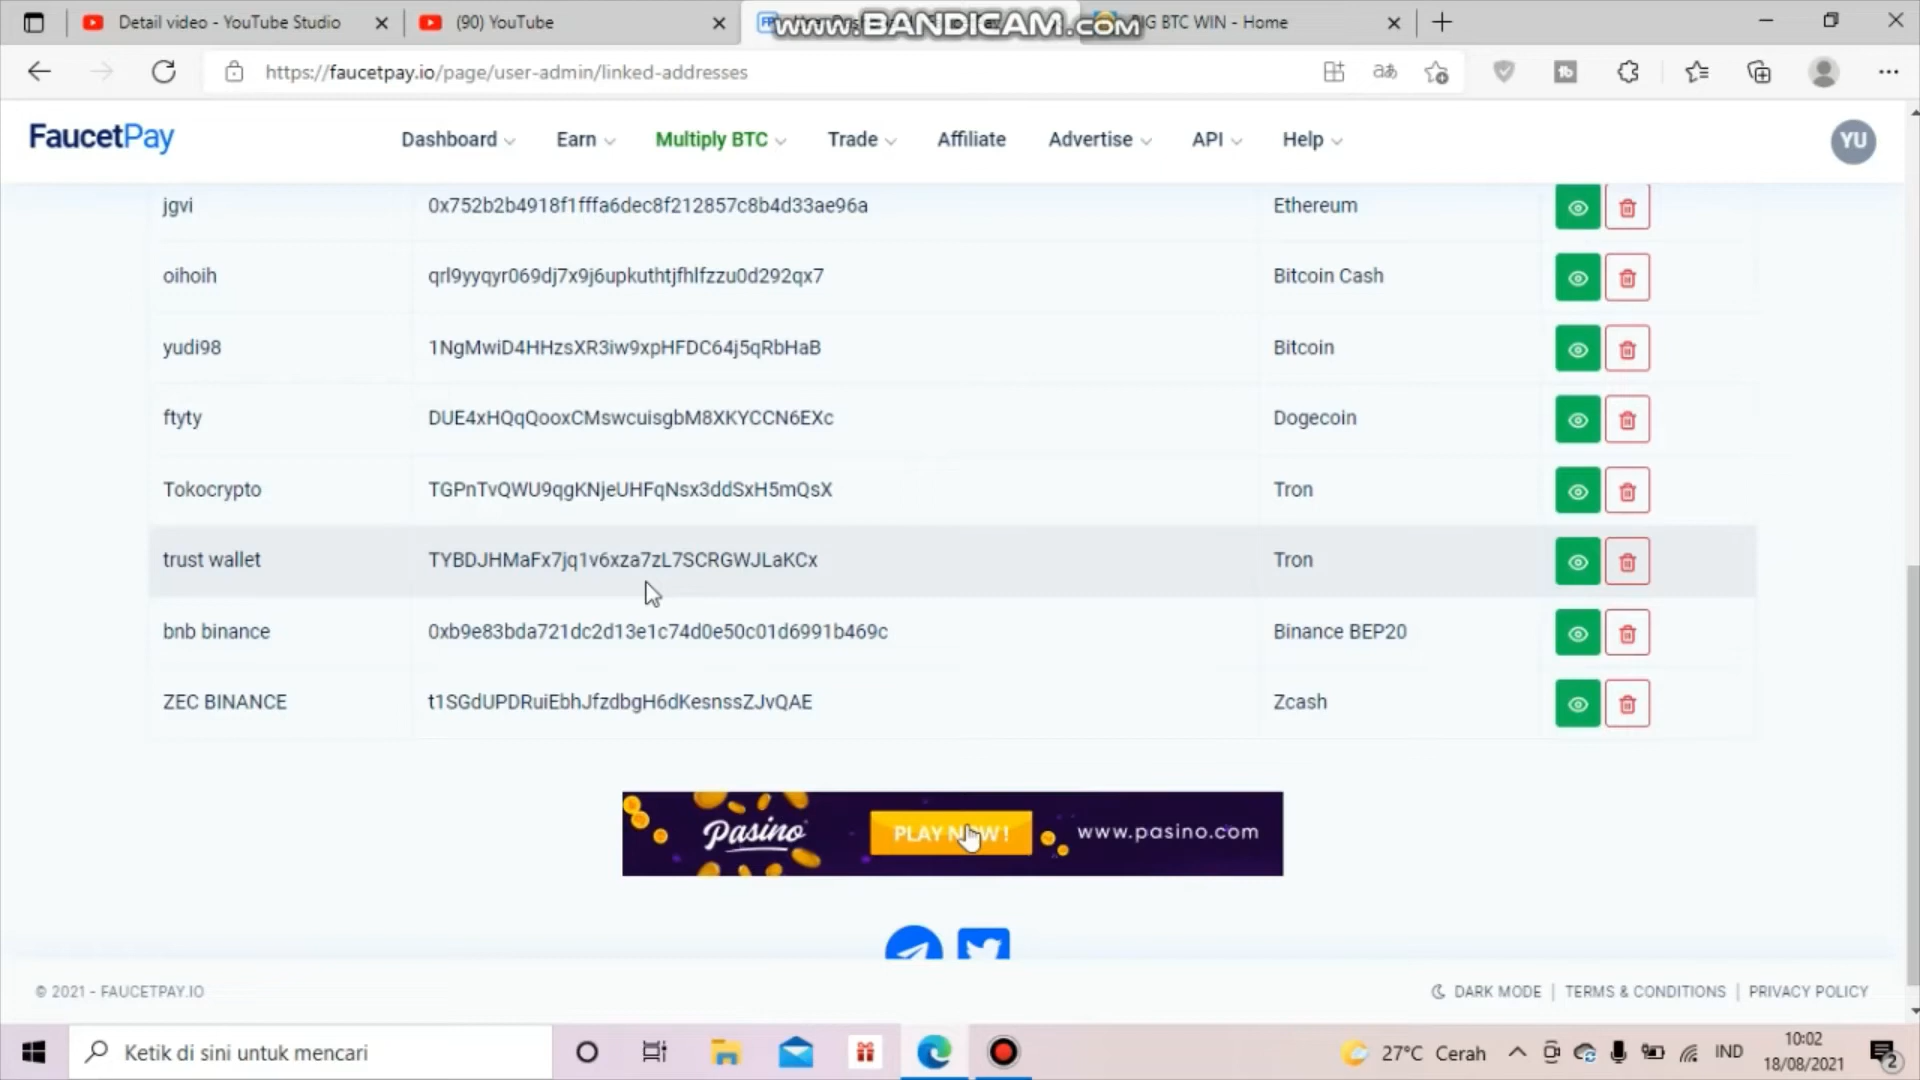 Detail video - YouTube Studio
(90) YouTube
www.BANDICAM.com
BIG BTC WIN - Home
https://faucetpay.io/page/user-admin/linked-addresses
FaucetPay
Dashboard
Earn
Multiply BTC
Trade
Affiliate
Advertise
API
Help
YU
jgvi 0x752b2b4918f1fffa6dec8f212857c8b4d33ae96a Ethereum
oihoih qrl9yyqyr069dj7x9j6upkuthtjfhlfzzu0d292qx7 Bitcoin Cash
yudi98 1NgMwiD4HHzsXR3iw9xpHFDC64j5qRbHaB Bitcoin
ftyty DUE4xHQqQooxCMswcuisgbM8XKYCCN6EXc Dogecoin
Tokocrypto TGPnTvQWU9qgKNjeUHFqNsx3ddSxH5mQsX Tron
trust wallet TYBDJHMaFx7jq1v6xza7zL7SCRGWJLaKCx Tron
bnb binance 0xb9e83bda721dc2d13e1c74d0e50c01d6991b469c Binance BEP20
ZEC BINANCE t1SGdUPDRuiEbhJfzdbgH6dKesnssZJvQAE Zcash
Pasino PLAY NOW! www.pasino.com
© 2021 - FAUCETPAY.IO
DARK MODE | TERMS & CONDITIONS | PRIVACY POLICY
Ketik di sini untuk mencari
27°C Cerah
IND
10:02
18/08/2021
2